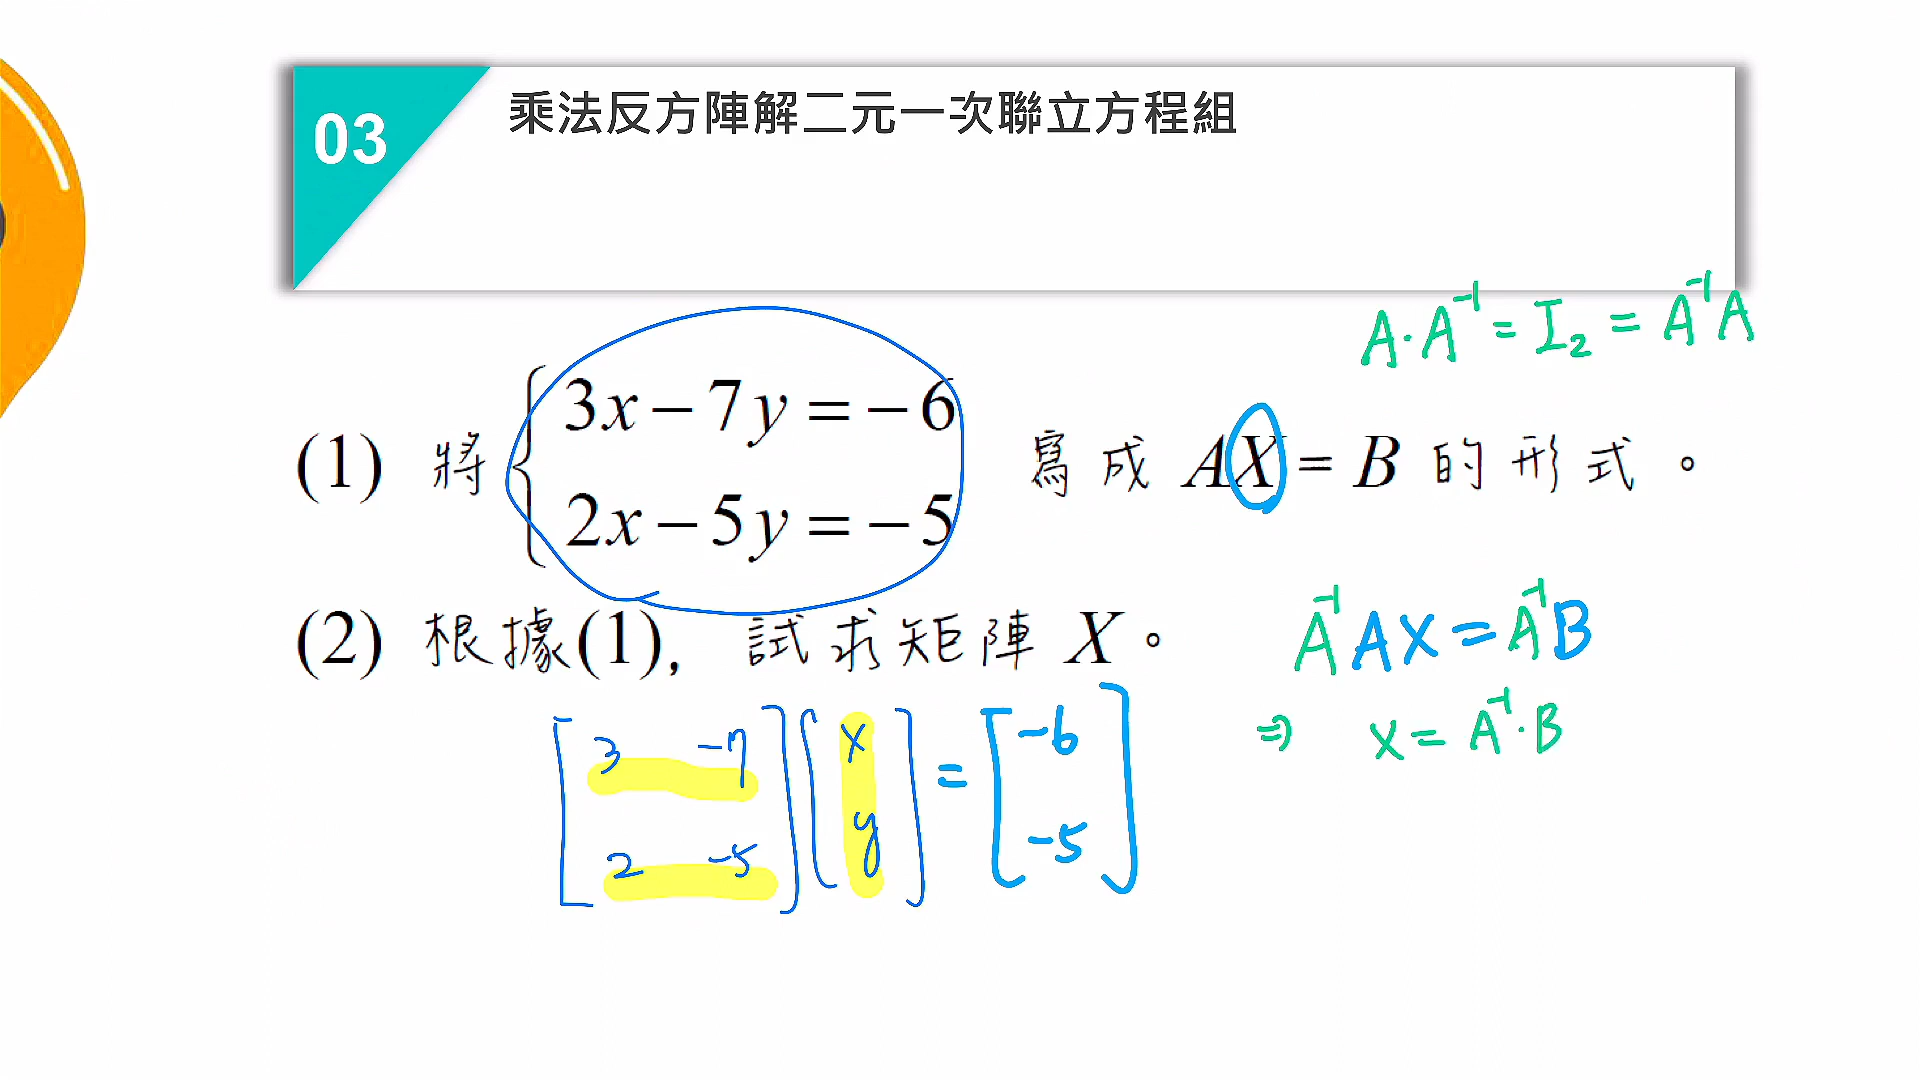 03
乘法反方陣解二元一次聯立方程組
A·A⁻¹ = I₂ = A⁻¹A
(1) 將 { 3x − 7y = − 6
2x − 5y = − 5
寫成 AX = B 的形式。
(2) 根據(1), 試求矩陣 X。
A⁻¹AX = A⁻¹B
⇒ X = A⁻¹·B
[3 -7] [x] = [-6]
[2 -5] [y] [-5]